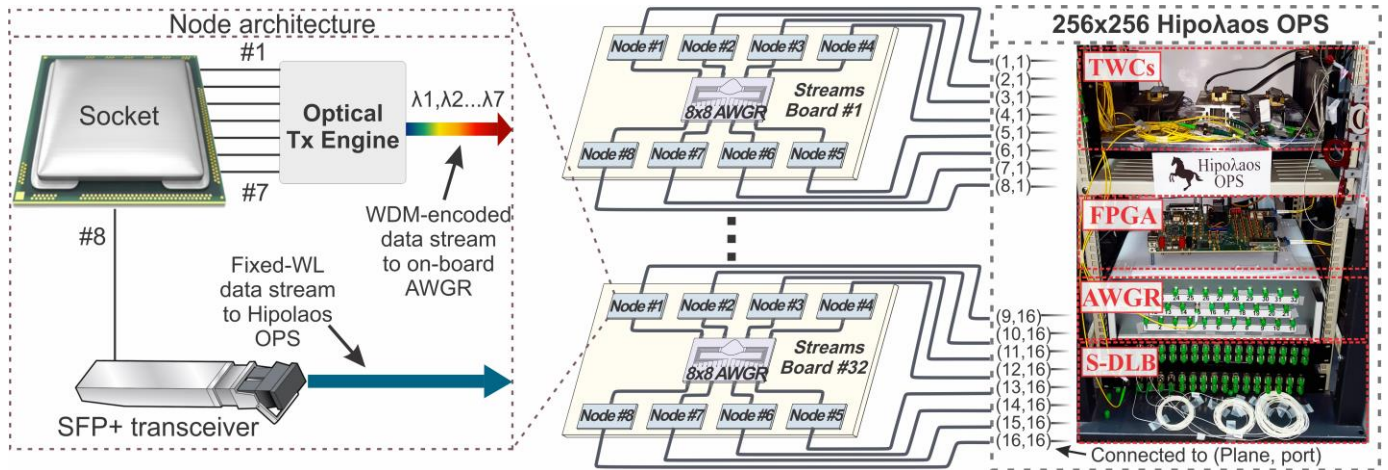 Node architecture
#1
Socket
Optical
Tx Engine
λ1,λ2...λ7
#7
#8
WDM-encoded
data stream
to on-board
AWGR
Fixed-WL
data stream
to Hipolaos
OPS
SFP+ transceiver
Node #1
Node #2
Node #3
Node #4
8x8 AWGR
Streams
Board #1
Node #8
Node #7
Node #6
Node #5
Node #1
Node #2
Node #3
Node #4
8x8 AWGR
Streams
Board #32
Node #8
Node #7
Node #6
Node #5
(1,1)
(2,1)
(3,1)
(4,1)
(5,1)
(6,1)
(7,1)
(8,1)
(9,16)
(10,16)
(11,16)
(12,16)
(13,16)
(14,16)
(15,16)
(16,16)
Connected to (Plane, port)
256x256 Hipoλaos OPS
TWCs
Hipoλaos
OPS
FPGA
AWGR
S-DLB